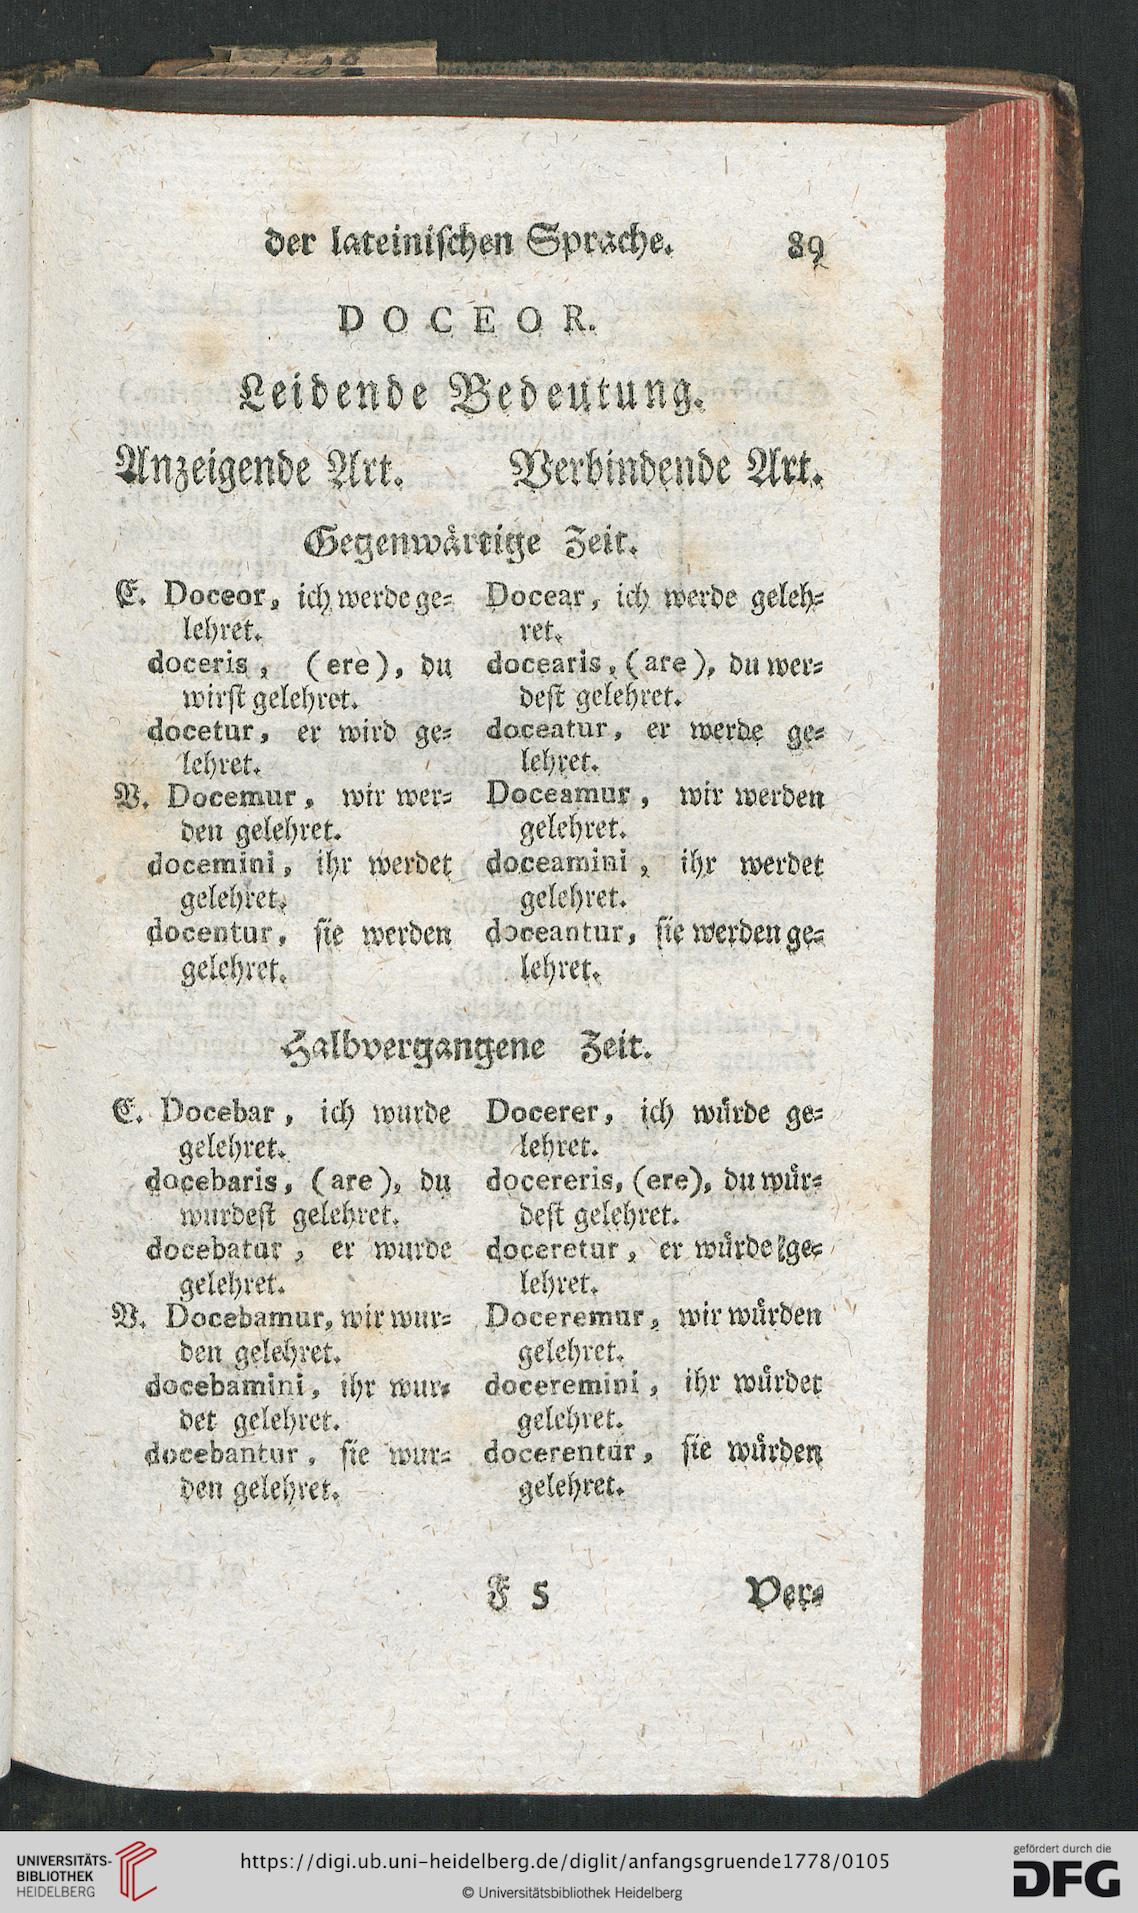 der lateinischen Sprache. 89
DOCEOR.
Leidende Bedeutung.
Anzeigende Art. Verbindende Art.
Gegenwärtige Zeit.
E. Doceor, ich werde ge-
lehret.
doceris, (ere), du
wirst gelehret.
docetur, er wird ge-
lehret.
V. Docemur, wir wer-
den gelehret.
docemini, ihr werdet
gelehret.
docentur, sie werden
gelehret.
Docear, ich werde geleh-
ret.
docearis, (are), du wer-
dest gelehret.
doceatur, er werde ge-
lehret.
Doceamur, wir werden
gelehret.
doceamini, ihr werdet
gelehret.
doceantur, sie werden ge-
lehret.
Halbvergangene Zeit.
E. Docebar, ich wurde
gelehret.
docebaris, (are), du
wurdest gelehret.
docebatur, er wurde
gelehret.
V. Docebamur, wir wur-
den gelehret.
docebamini, ihr wur-
det gelehret.
docebantur, sie wur-
den gelehret.
Docerer, ich würde ge-
lehret.
docereris, (ere), du wür-
dest gelehret.
doceretur, er würde ge-
lehret.
Doceremur, wir würden
gelehret.
doceremini, ihr würdet
gelehret.
docerentur, sie würden
gelehret.
F 5 Ver-
UNIVERSITÄTS-
BIBLIOTHEK
HEIDELBERG
https://digi.ub.uni-heidelberg.de/diglit/anfangsgruende1778/0105
© Universitätsbibliothek Heidelberg
gefördert durch die
DFG